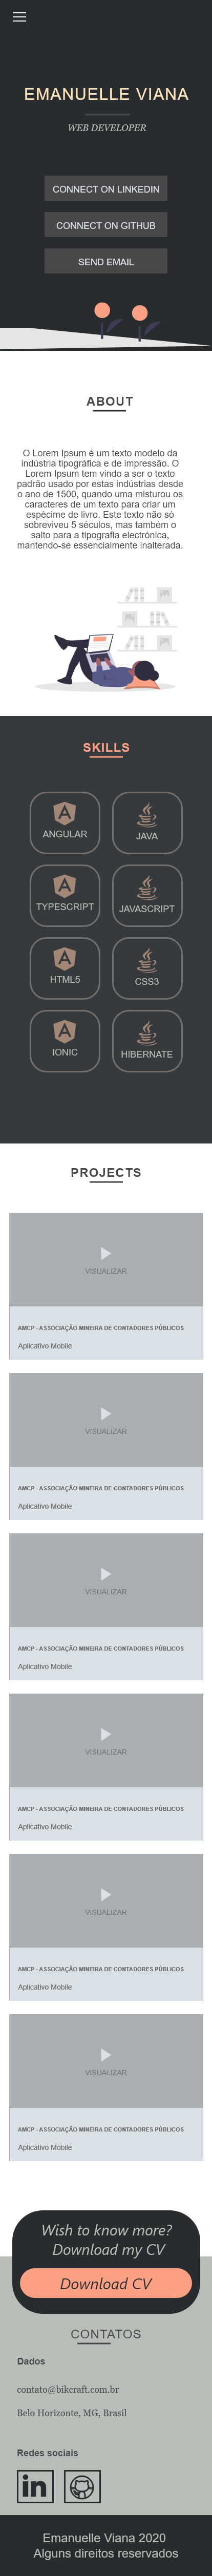 EMANUELLE VIANA
WEB DEVELOPER
CONNECT ON LINKEDIN
CONNECT ON GITHUB
SEND EMAIL
ABOUT
O Lorem Ipsum é um texto modelo da
indústria tipográfica e de impressão. O
Lorem Ipsum tem vindo a ser o texto
padrão usado por estas indústrias desde
o ano de 1500, quando uma misturou os
caracteres de um texto para criar um
espécime de livro. Este texto não só
sobreviveu 5 séculos, mas também o
salto para a tipografia electrónica,
mantendo-se essencialmente inalterada.
SKILLS
ANGULAR
JAVA
TYPESCRIPT
JAVASCRIPT
HTML5
CSS3
IONIC
HIBERNATE
PROJECTS
VISUALIZAR
AMCP - ASSOCIAÇÃO MINEIRA DE CONTADORES PÚBLICOS
Aplicativo Mobile
VISUALIZAR
AMCP - ASSOCIAÇÃO MINEIRA DE CONTADORES PÚBLICOS
Aplicativo Mobile
VISUALIZAR
AMCP - ASSOCIAÇÃO MINEIRA DE CONTADORES PÚBLICOS
Aplicativo Mobile
VISUALIZAR
AMCP - ASSOCIAÇÃO MINEIRA DE CONTADORES PÚBLICOS
Aplicativo Mobile
VISUALIZAR
AMCP - ASSOCIAÇÃO MINEIRA DE CONTADORES PÚBLICOS
Aplicativo Mobile
VISUALIZAR
AMCP - ASSOCIAÇÃO MINEIRA DE CONTADORES PÚBLICOS
Aplicativo Mobile
Wish to know more?
Download my CV
Download CV
CONTATOS
Dados
contato@bikcraft.com.br
Belo Horizonte, MG, Brasil
Redes sociais
in
Emanuelle Viana 2020
Alguns direitos reservados